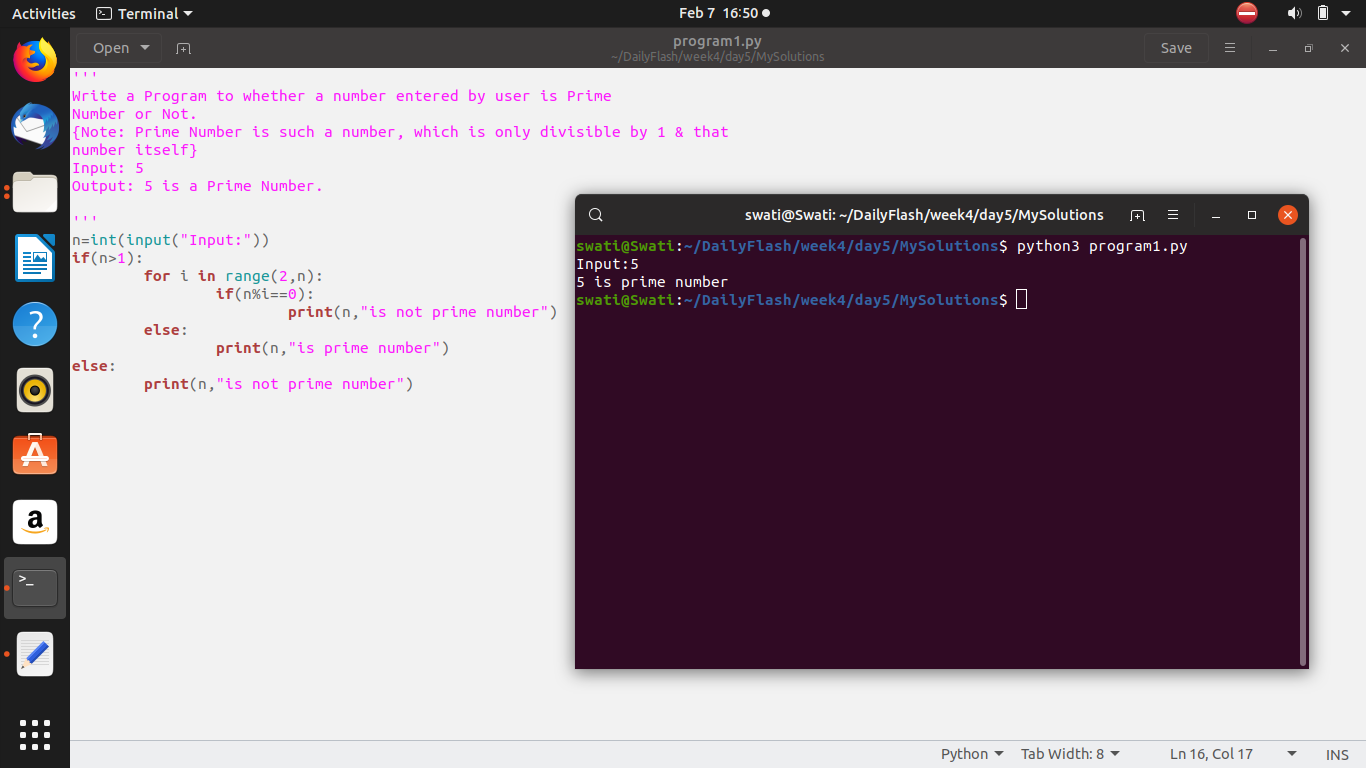 Activities
Terminal
Feb 7 16:50
Open
program1.py
~/DailyFlash/week4/day5/MySolutions
Save
'''
Write a Program to whether a number entered by user is Prime
Number or Not.
{Note: Prime Number is such a number, which is only divisible by 1 & that
number itself}
Input: 5
Output: 5 is a Prime Number.
'''
n=int(input("Input:"))
if(n>1):
        for i in range(2,n):
                if(n%i==0):
                        print(n,"is not prime number")
        else:
                print(n,"is prime number")
else:
        print(n,"is not prime number")
swati@Swati: ~/DailyFlash/week4/day5/MySolutions
swati@Swati:~/DailyFlash/week4/day5/MySolutions$ python3 program1.py
Input:5
5 is prime number
swati@Swati:~/DailyFlash/week4/day5/MySolutions$
?
a
>_
Python
Tab Width: 8
Ln 16, Col 17
INS